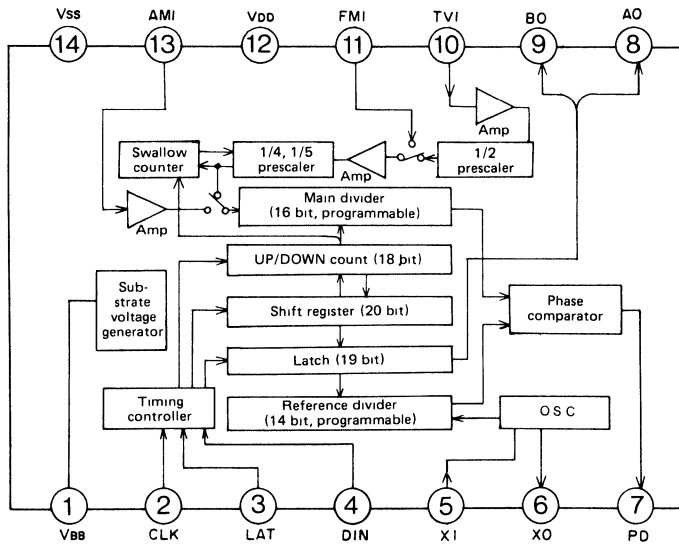 VSS AMI VDD FMI TVI BO AO
14 13 12 11 10 9 8
Amp
Swallow
counter
1/4, 1/5
prescaler
Amp
1/2
prescaler
Amp
Main divider
(16 bit, programmable)
UP/DOWN count (18 bit)
Sub-
strate
voltage
generator
Shift register (20 bit)
Phase
comparator
Latch (19 bit)
Timing
controller
Reference divider
(14 bit, programmable)
OSC
1 2 3 4 5 6 7
VBB CLK LAT DIN XI XO PD